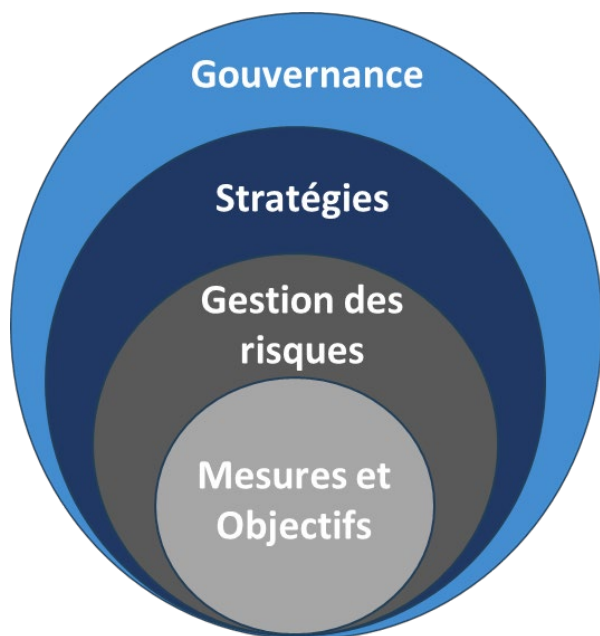 Gouvernance
Stratégies
Gestion des
risques
Mesures et
Objectifs